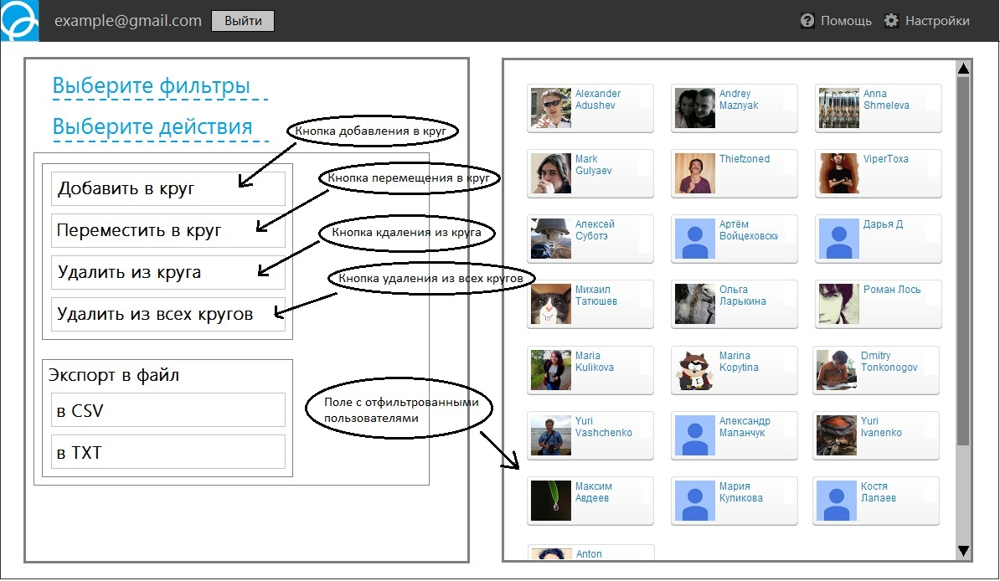 example@gmail.com
Выйти
Помощь
Настройки
Выберите фильтры
Выберите действия
Кнопка добавления в круг
Добавить в круг
Кнопка перемещения в круг
Переместить в круг
Кнопка кдаления из круга
Удалить из круга
Кнопка удаления из всех кругов
Удалить из всех кругов
Экспорт в файл
в CSV
в TXT
Поле с отфильтрованными
пользователями
Alexander
Adushev
Andrey
Maznyak
Anna
Shmeleva
Mark
Gulyaev
Thiefzoned
ViperToxa
Алексей
Суботэ
Артём
Войцеховски
Дарья Д
Михаил
Татюшев
Ольга
Ларькина
Роман Лось
Maria
Kulikova
Marina
Kopytina
Dmitry
Tonkonogov
Yuri
Vashchenko
Александр
Маланчук
Yuri
Ivanenko
Максим
Авдеев
Мария
Куликова
Костя
Лапаев
Anton